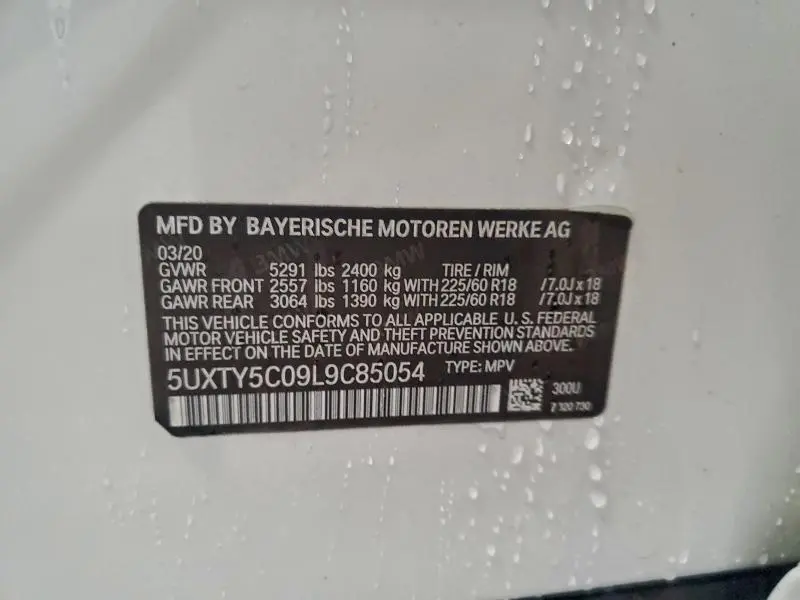 MFD BY BAYERISCHE MOTOREN WERKE AG
03/20
GVWR 5291 lbs 2400 kg TIRE / RIM
GAWR FRONT 2557 lbs 1160 kg WITH 225/60 R18 /7.0J x 18
GAWR REAR 3064 lbs 1390 kg WITH 225/60 R18 /7.0J x 18
THIS VEHICLE CONFORMS TO ALL APPLICABLE U. S. FEDERAL
MOTOR VEHICLE SAFETY AND THEFT PREVENTION STANDARDS
IN EFFECT ON THE DATE OF MANUFACTURE SHOWN ABOVE.
5UXTY5C09L9C85054 TYPE: MPV
300U
7 320 730